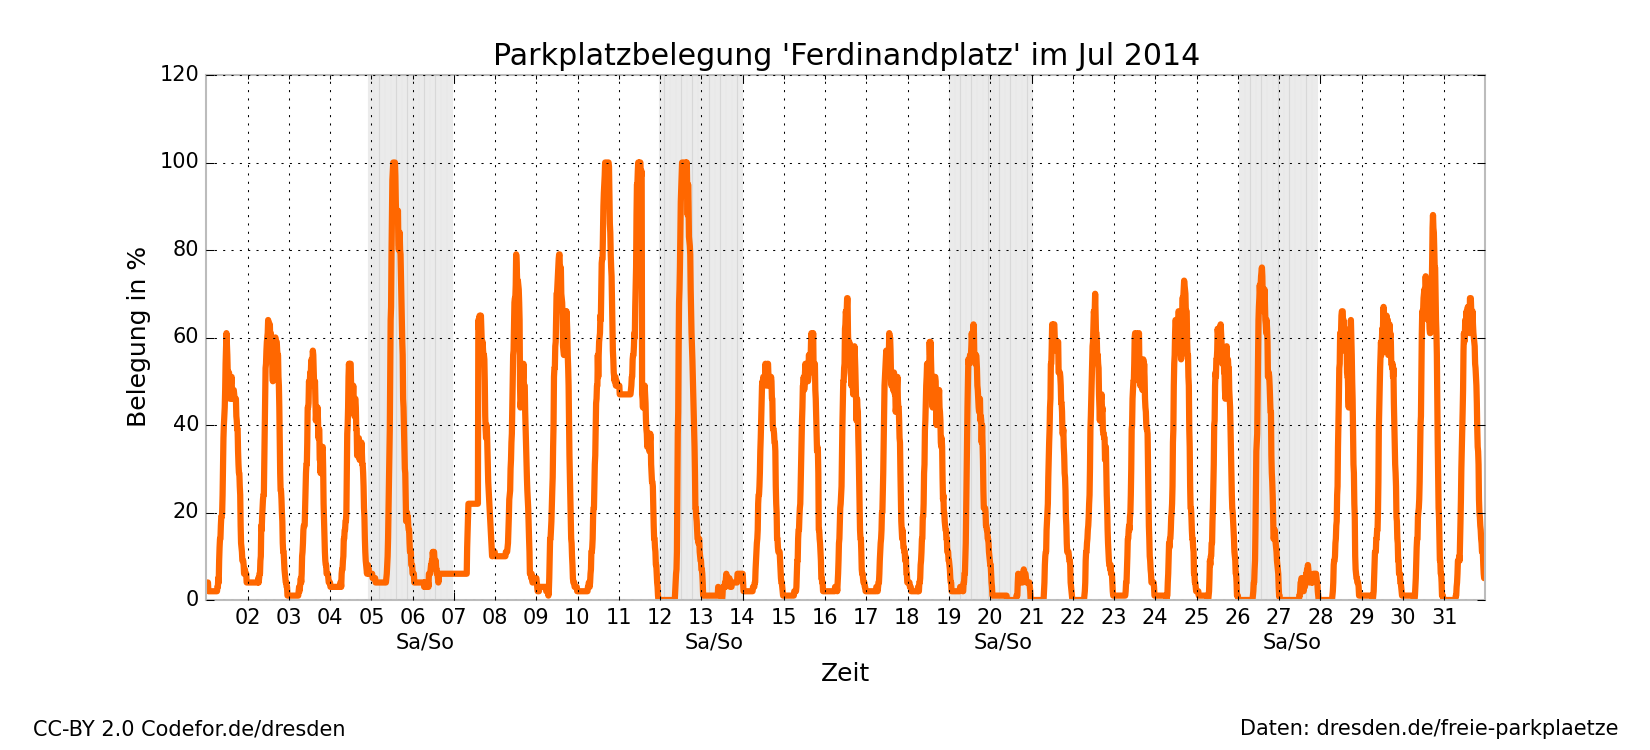 Parkplatzbelegung 'Ferdinandplatz' im Jul 2014
120
100
80
60
40
20
0
Belegung in %
02 03 04 05 06 07 08 09 10 11 12 13 14 15 16 17 18 19 20 21 22 23 24 25 26 27 28 29 30 31
Sa/So Sa/So Sa/So Sa/So
Zeit
CC-BY 2.0 Codefor.de/dresden
Daten: dresden.de/freie-parkplaetze